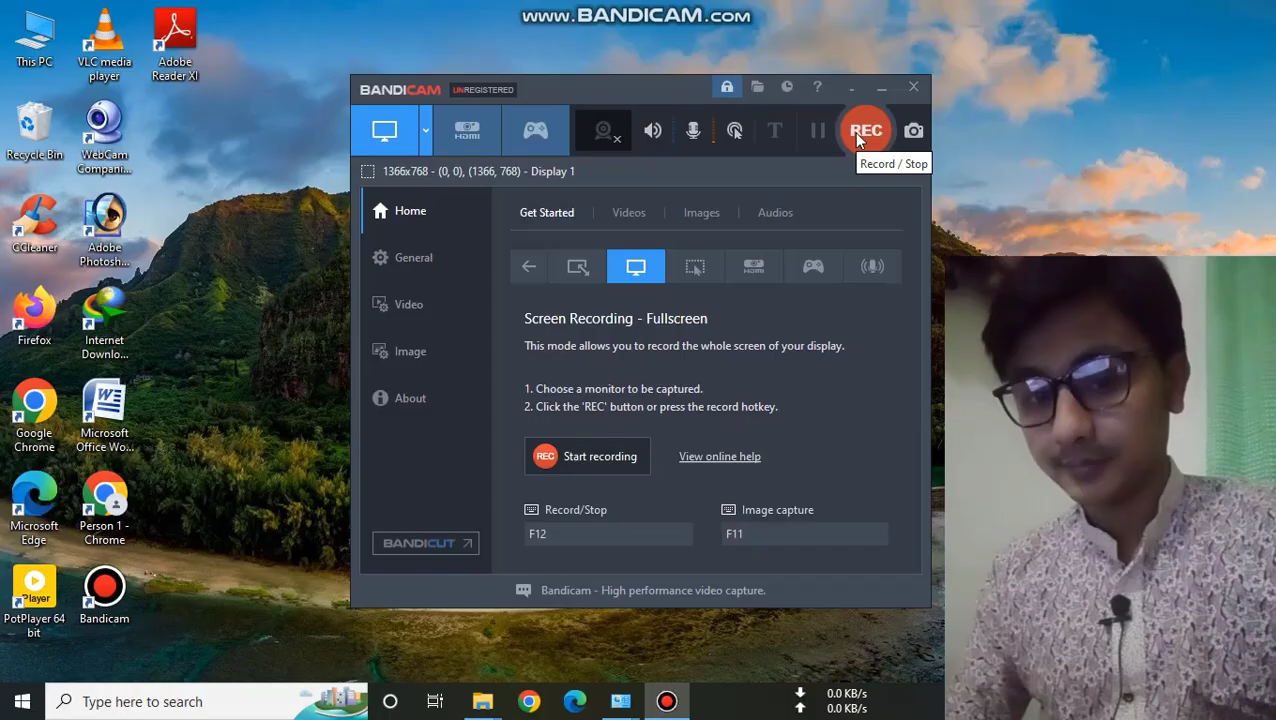 www.BANDICAM.com
This PC
VLC media
player
Adobe
Reader XI
Recycle Bin
WebCam
Compani...
CCleaner
Adobe
Photosh...
Firefox
Internet
Downlo...
Google
Chrome
Microsoft
Office Wo...
Microsoft
Edge
Person 1 -
Chrome
Player
PotPlayer 64
bit
Bandicam
BANDICAM UNREGISTERED
?
HDMI
T
REC
Record / Stop
1366x768 - (0, 0), (1366, 768) - Display 1
Home
General
Video
Image
About
BANDICUT
Get Started Videos Images Audios
HDMI
Screen Recording - Fullscreen
This mode allows you to record the whole screen of your display.
1. Choose a monitor to be captured.
2. Click the 'REC' button or press the record hotkey.
REC Start recording View online help
Record/Stop Image capture
F12 F11
Bandicam - High performance video capture.
Type here to search
0.0 KB/s
0.0 KB/s